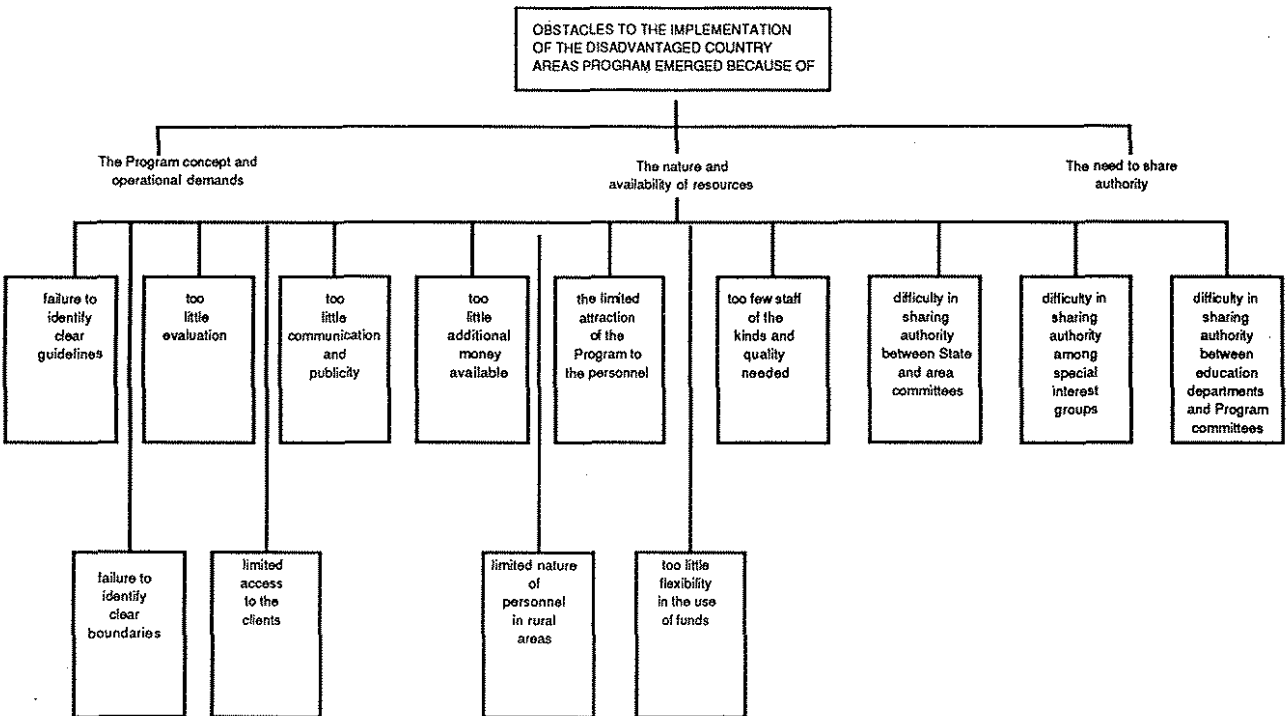 OBSTACLES TO THE IMPLEMENTATION
OF THE DISADVANTAGED COUNTRY
AREAS PROGRAM EMERGED BECAUSE OF
The Program concept and
operational demands
The nature and
availability of resources
The need to share
authority
failure to
identify
clear
guidelines
too
little
evaluation
too
little
communication
and
publicity
too
little
additional
money
available
the limited
attraction
of the
Program to
the personnel
too few staff
of the
kinds and
quality
needed
difficulty in
sharing
authority
between State
and area
committees
difficulty in
sharing
authority
among
special
interest
groups
difficulty in
sharing
authority
between
education
departments
and Program
committees
failure to
identify
clear
boundaries
limited
access
to the
clients
limited nature
of
personnel
in rural
areas
too little
flexibility
in the use
of funds